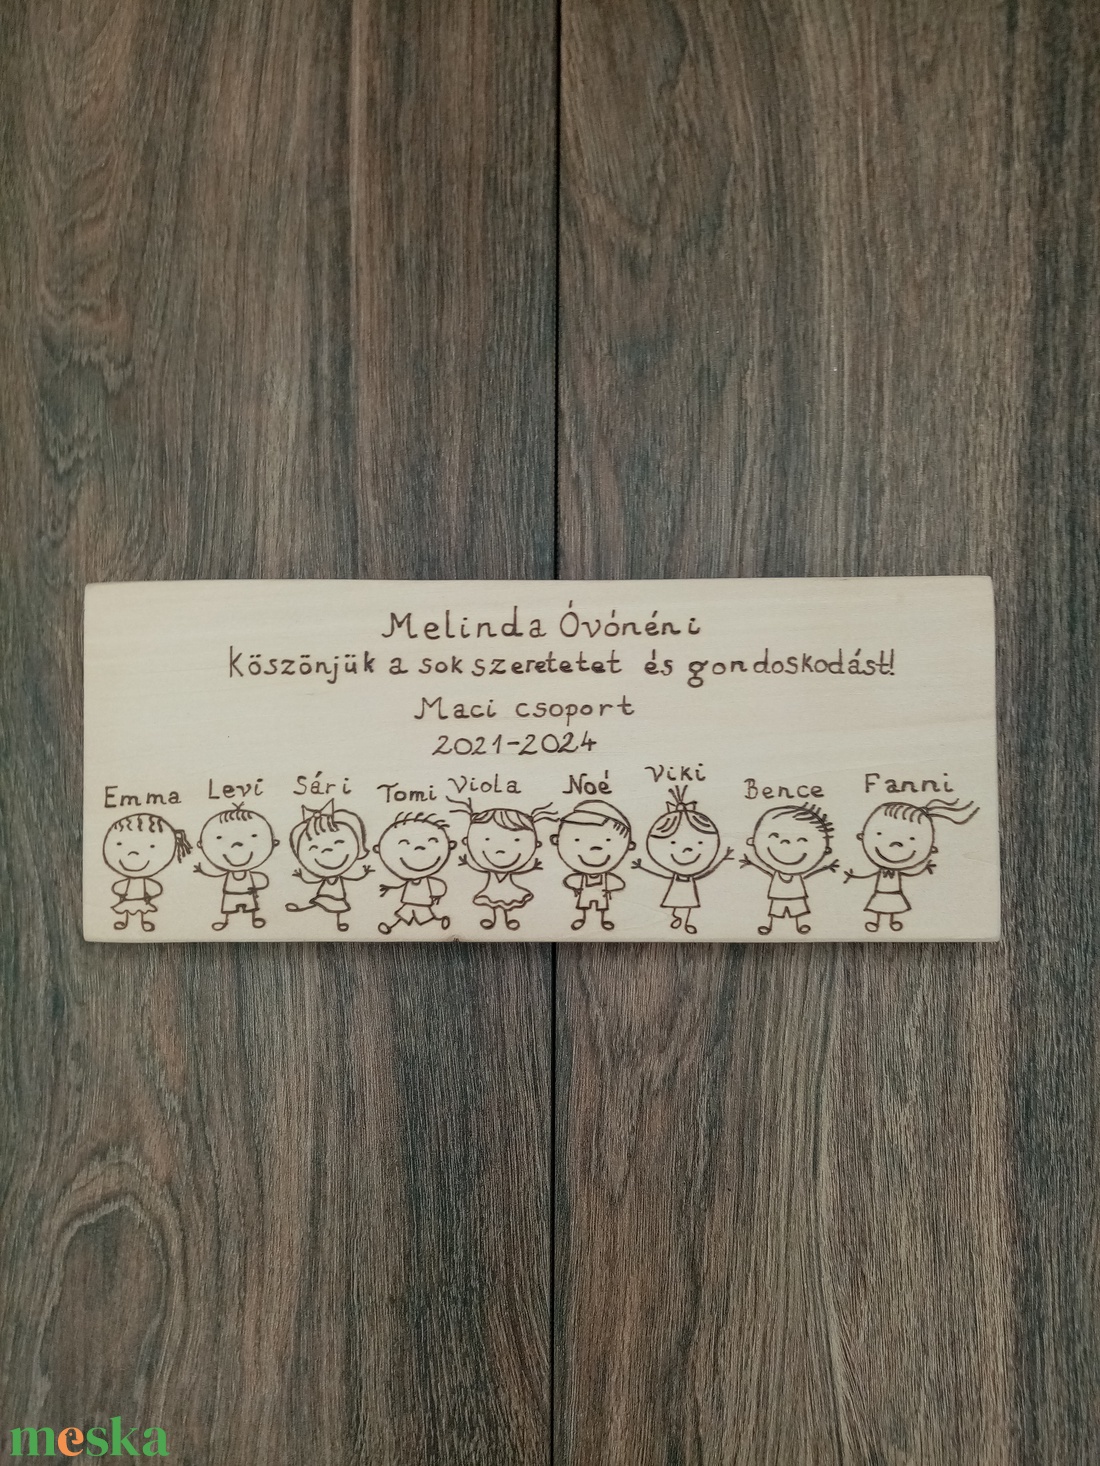 Melinda Óvónéni
Köszönjük a sok szeretetet és gondoskodást!
Maci csoport
2021-2024
Emma Levi Sári Tomi Viola Noé Viki Bence Fanni
meska